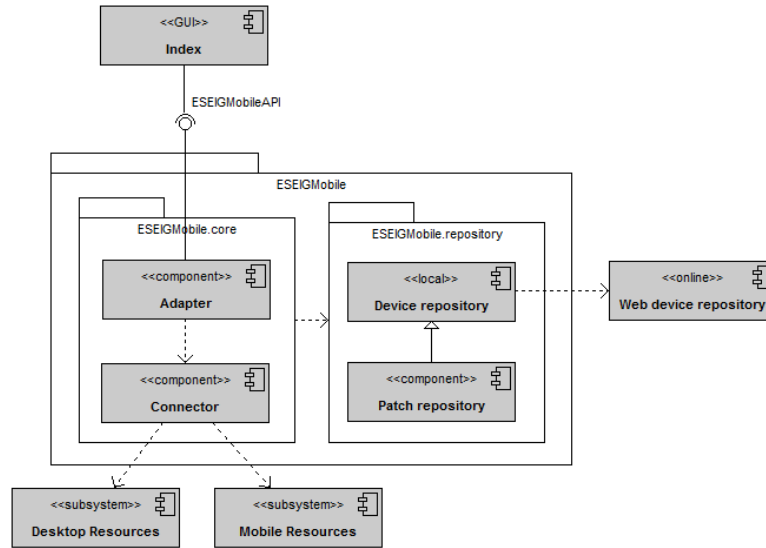 <<GUI>>
Index
ESEIGMobileAPI
ESEIGMobile
ESEIGMobile.core
ESEIGMobile.repository
<<component>>
Adapter
<<local>>
Device repository
<<online>>
Web device repository
<<component>>
Connector
<<component>>
Patch repository
<<subsystem>>
Desktop Resources
<<subsystem>>
Mobile Resources